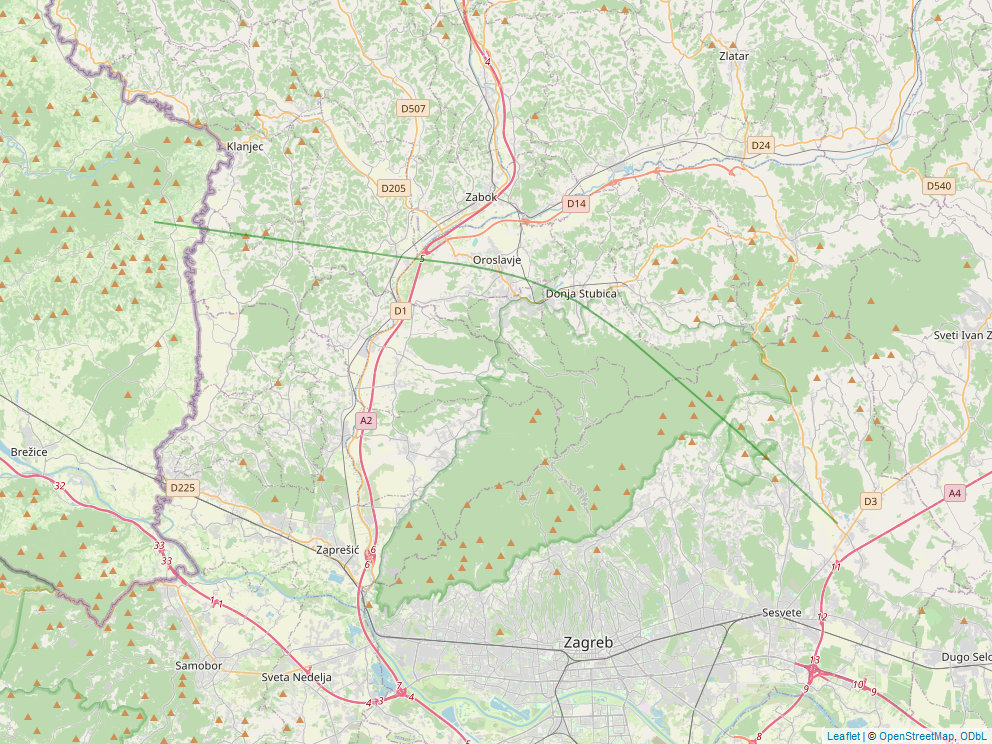 4
Zlatar
D507
Klanjec
D24
D205
D540
Zabok
D14
5
Oroslavje
Donja Stubica
D1
Sveti Ivan Z
A2
Brežice
32
D225
A4
D3
33
6
Zaprešić
33
6
11
1
1
12
Sesvete
Zagreb
Dugo Selo
Samobor
13
Sveta Nedelja
7
9
10
9
4
3
4
8
5
Leaflet | © OpenStreetMap, ODbL